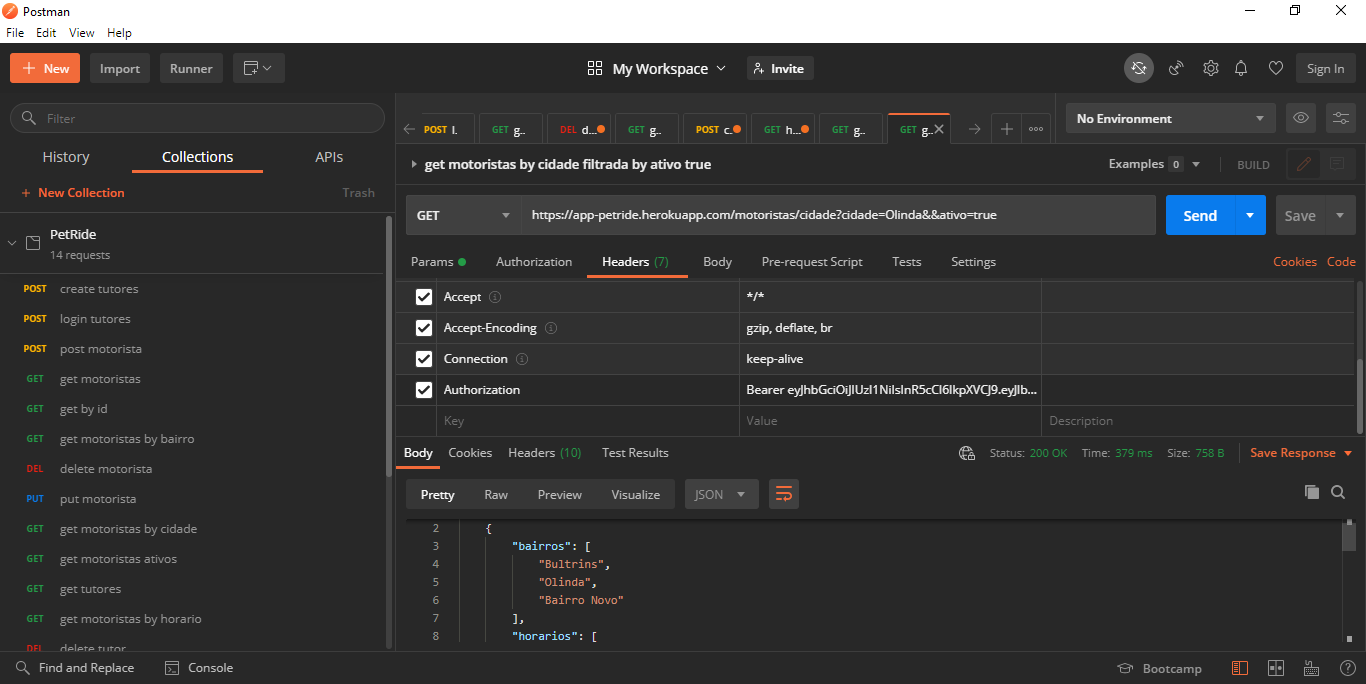 Postman
File Edit View Help
New Import Runner My Workspace Invite Sign In
Filter
History Collections APIs
New Collection Trash
PetRide
14 requests
POST create tutores
POST login tutores
POST post motorista
GET get motoristas
GET get by id
GET get motoristas by bairro
DEL delete motorista
PUT put motorista
GET get motoristas by cidade
GET get motoristas ativos
GET get tutores
GET get motoristas by horario
DEL delete tutor
POST l. GET g.. DEL d... GET g.. POST c. GET h... GET g.. GET g..
No Environment
get motoristas by cidade filtrada by ativo true
Examples 0 BUILD
GET https://app-petride.herokuapp.com/motoristas/cidade?cidade=Olinda&&ativo=true Send Save
Params Authorization Headers (7) Body Pre-request Script Tests Settings Cookies Code
Accept */*
Accept-Encoding gzip, deflate, br
Connection keep-alive
Authorization Bearer eyJhbGciOiJIUzI1NiIsInR5cCI6IkpXVCJ9.eyJlb...
Key Value Description
Body Cookies Headers (10) Test Results Status: 200 OK Time: 379 ms Size: 758 B Save Response
Pretty Raw Preview Visualize JSON
2 {
3 "bairros": [
4 "Bultrins",
5 "Olinda",
6 "Bairro Novo"
7 ],
8 "horarios": [
Find and Replace Console Bootcamp